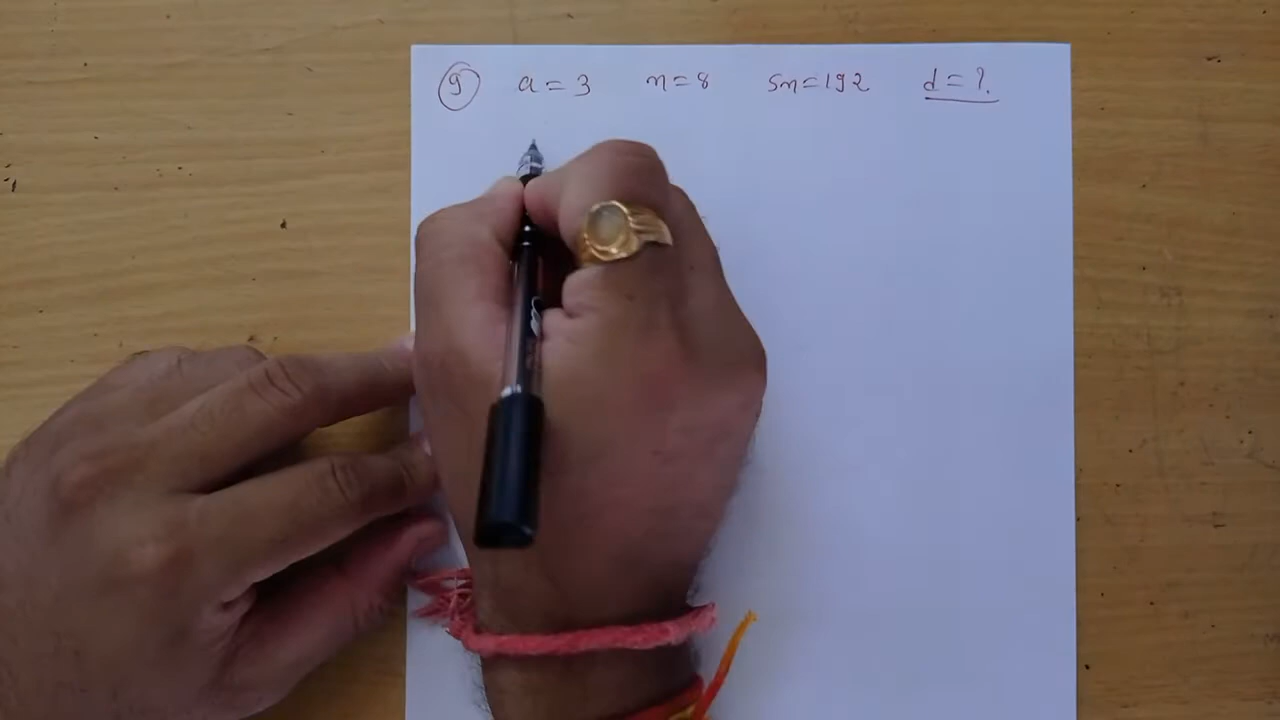 9 a = 3 n = 8 Sn = 192 d = ?